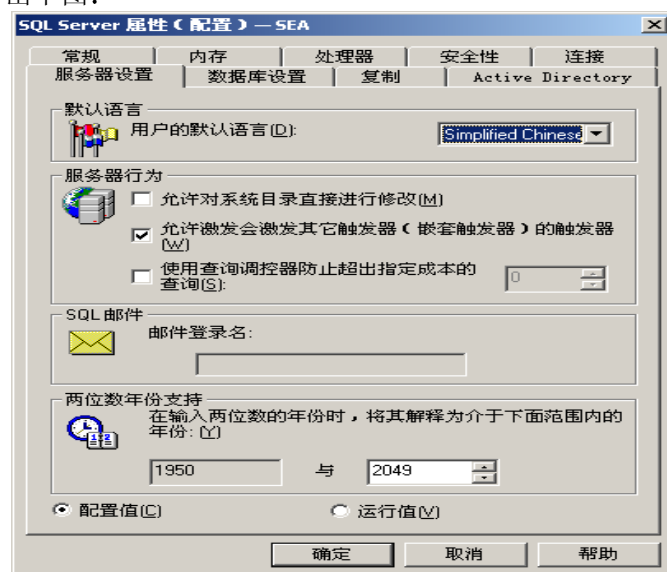 SQL Server 属性(配置)— SEA
常规 内存 处理器 安全性 连接
服务器设置 数据库设置 复制 Active Directory
默认语言
用户的默认语言(D): Simplified Chinese
服务器行为
允许对系统目录直接进行修改(M)
允许激发会激发其它触发器(嵌套触发器)的触发器
(W)
使用查询调控器防止超出指定成本的
查询(S): 0
SQL 邮件
邮件登录名:
两位数年份支持
在输入两位数的年份时,将其解释为介于下面范围内的
年份:(Y)
1950 与 2049
配置值(C) 运行值(V)
确定 取消 帮助